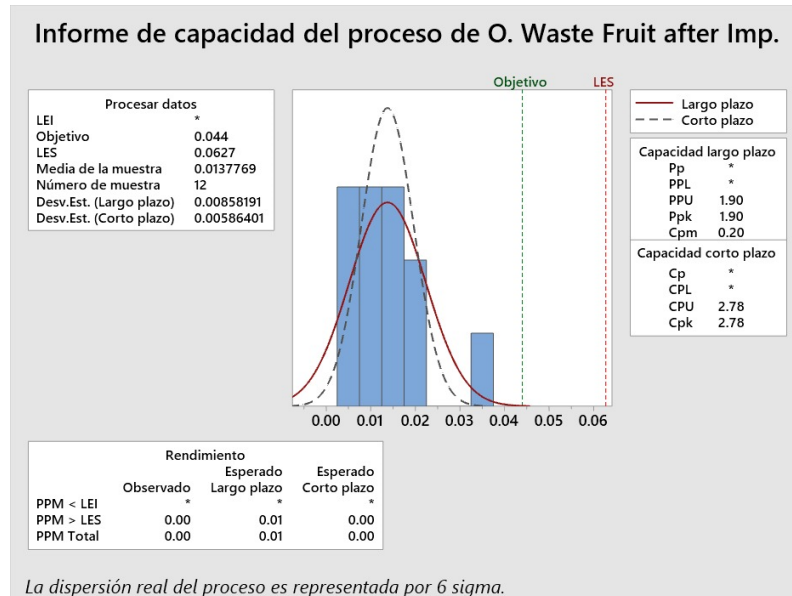 Informe de capacidad del proceso de O. Waste Fruit after Imp.
Procesar datos
LEI *
Objetivo 0.044
LES 0.0627
Media de la muestra 0.0137769
Número de muestra 12
Desv.Est. (Largo plazo) 0.00858191
Desv.Est. (Corto plazo) 0.00586401
Objetivo LES
0.00 0.01 0.02 0.03 0.04 0.05 0.06
Largo plazo
Corto plazo
Capacidad largo plazo
Pp *
PPL *
PPU 1.90
Ppk 1.90
Cpm 0.20
Capacidad corto plazo
Cp *
CPL *
CPU 2.78
Cpk 2.78
Rendimiento
Esperado Esperado
Observado Largo plazo Corto plazo
PPM < LEI * * *
PPM > LES 0.00 0.01 0.00
PPM Total 0.00 0.01 0.00
La dispersión real del proceso es representada por 6 sigma.